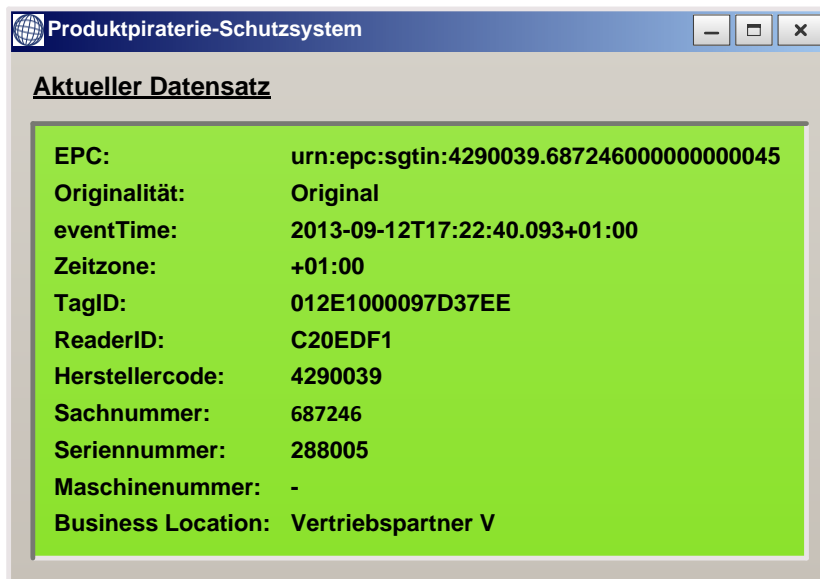 Produktpiraterie-Schutzsystem
Aktueller Datensatz
EPC: urn:epc:sgtin:4290039.687246000000000045
Originalität: Original
eventTime: 2013-09-12T17:22:40.093+01:00
Zeitzone: +01:00
TagID: 012E1000097D37EE
ReaderID: C20EDF1
Herstellercode: 4290039
Sachnummer: 687246
Seriennummer: 288005
Maschinenummer: -
Business Location: Vertriebspartner V